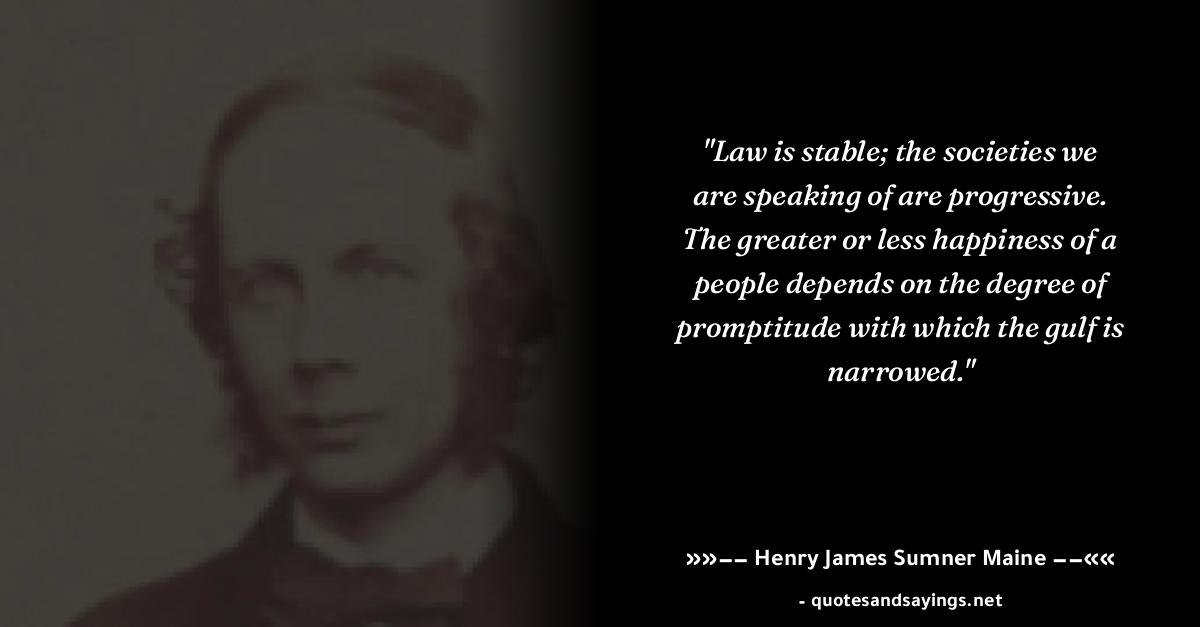 "Law is stable; the societies we
are speaking of are progressive.
The greater or less happiness of a
people depends on the degree of
promptitude with which the gulf is
narrowed."
»»−− Henry James Sumner Maine −−««
- quotesandsayings.net